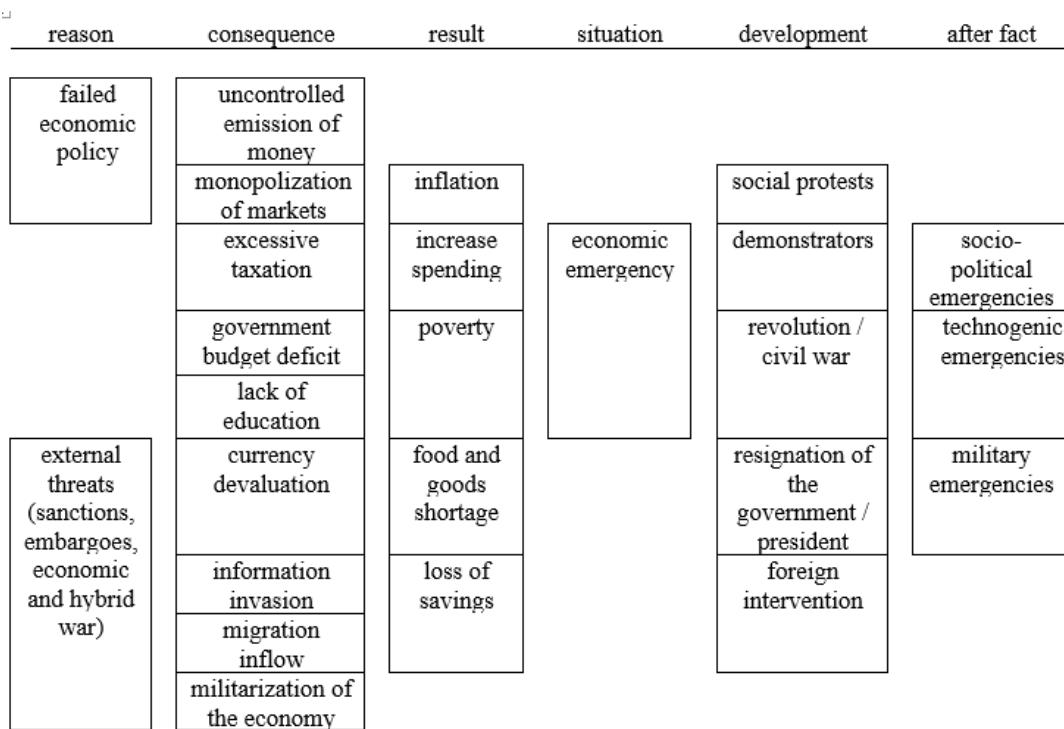 reason
consequence
result
situation
development
after fact
failed
economic
policy
external
threats
(sanctions,
embargoes,
economic
and hybrid
war)
uncontrolled
emission of
money
monopolization
of markets
excessive
taxation
government
budget deficit
lack of
education
currency
devaluation
information
invasion
migration
inflow
militarization of
the economy
inflation
increase
spending
poverty
food and
goods
shortage
loss of
savings
economic
emergency
social protests
demonstrators
revolution /
civil war
resignation of
the
government /
president
foreign
intervention
socio-
political
emergencies
technogenic
emergencies
military
emergencies